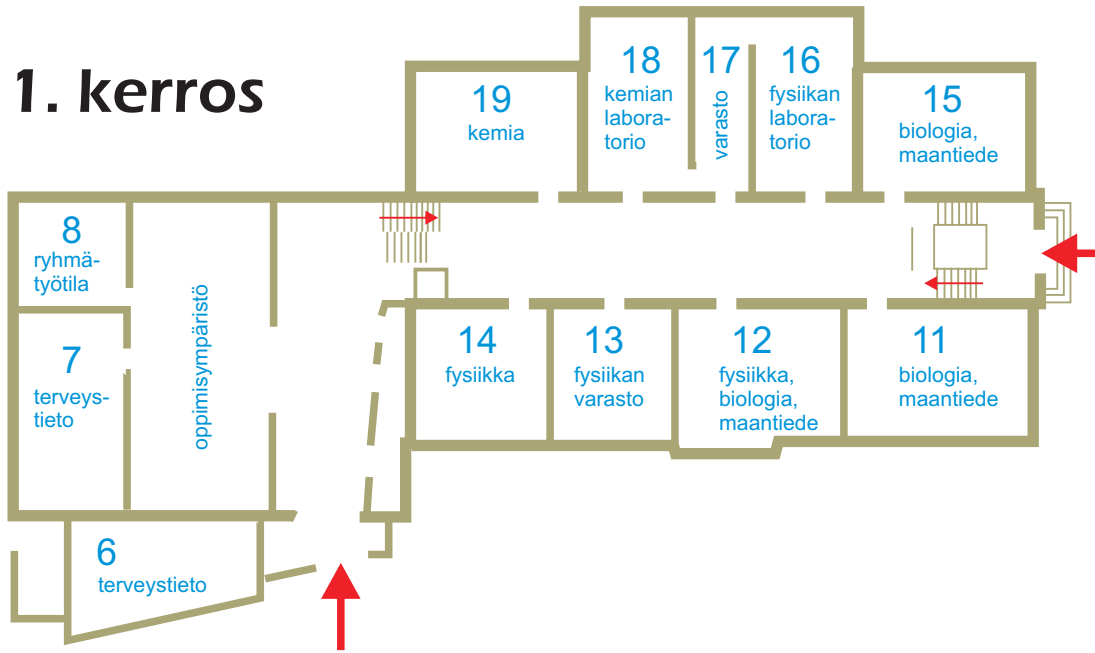 1. kerros
19
kemia
18
kemian
labora-
torio
17
varasto
16
fysiikan
labora-
torio
15
biologia,
maantiede
8
ryhmä-
työtila
7
terveys-
tieto
oppimisympäristö
14
fysiikka
13
fysiikan
varasto
12
fysiikka,
biologia,
maantiede
11
biologia,
maantiede
6
terveystieto